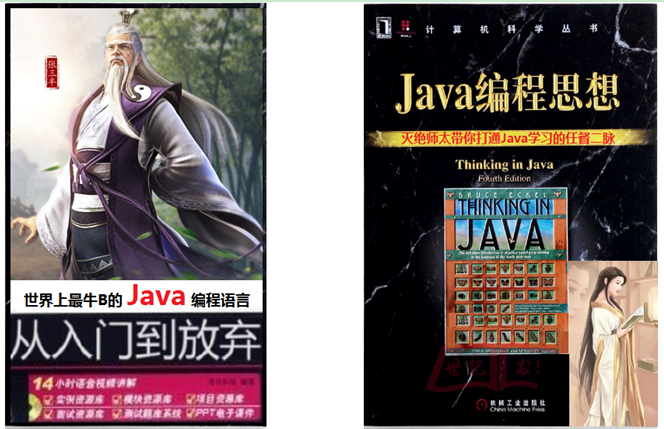 张三丰
世界上最牛B的 Java 编程语言
从入门到放弃
14小时语音视频讲解
实例资源库 模块资源库 项目资源库
面试资源库 测试题库系统 PPT电子课件
计算机科学丛书
Java编程思想
灭绝师太带你打通Java学习的任督二脉
Thinking in Java
Fourth Edition
BRUCE ECKEL
THINKING IN
JAVA
机械工业出版社
China Machine Press